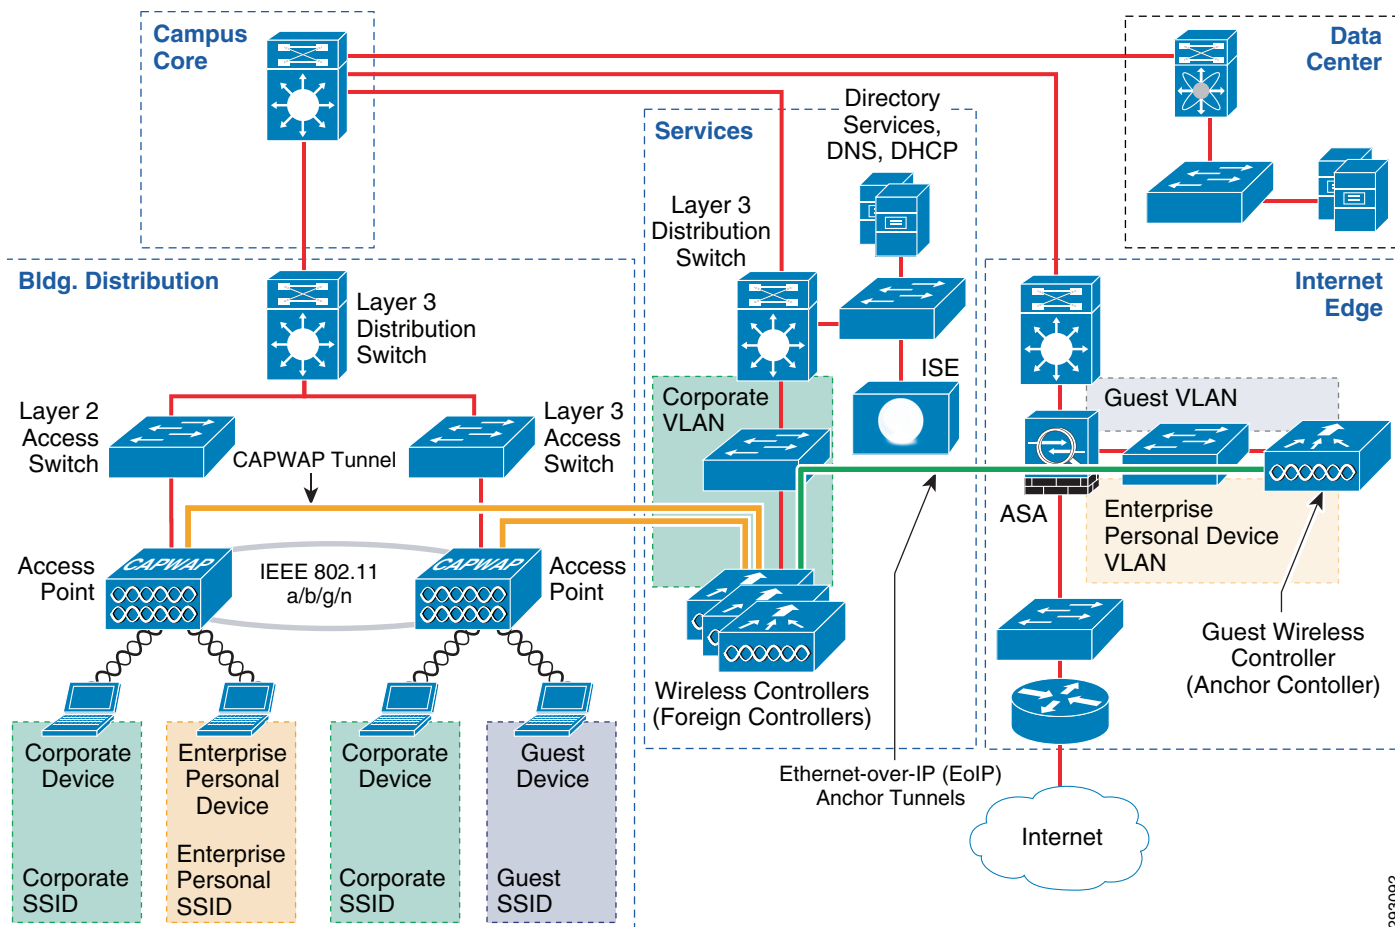 Campus
Core
Data
Center
Services
Directory
Services,
DNS, DHCP
Layer 3
Distribution
Switch
Bldg. Distribution
Layer 3
Distribution
Switch
Internet
Edge
Layer 2
Access
Switch
Layer 3
Access
Switch
CAPWAP Tunnel
Corporate
VLAN
ISE
Guest VLAN
ASA
Enterprise
Personal Device
VLAN
Access
Point
CAPWAP
IEEE 802.11
a/b/g/n
CAPWAP
Access
Point
Wireless Controllers
(Foreign Controllers)
Guest Wireless
Controller
(Anchor Contoller)
Ethernet-over-IP (EoIP)
Anchor Tunnels
Internet
Corporate
Device
Corporate
SSID
Enterprise
Personal
Device
Enterprise
Personal
SSID
Corporate
Device
Corporate
SSID
Guest
Device
Guest
SSID
293092